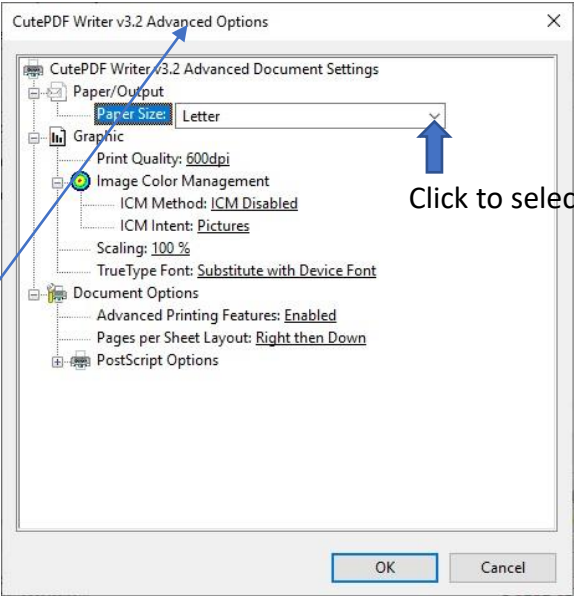 CutePDF Writer v3.2 Advanced Options
CutePDF Writer v3.2 Advanced Document Settings
Paper/Output
Paper Size: Letter
Graphic
Print Quality: 600dpi
Image Color Management
ICM Method: ICM Disabled
Click to selec
ICM Intent: Pictures
Scaling: 100 %
TrueType Font: Substitute with Device Font
Document Options
Advanced Printing Features: Enabled
Pages per Sheet Layout: Right then Down
PostScript Options
OK Cancel